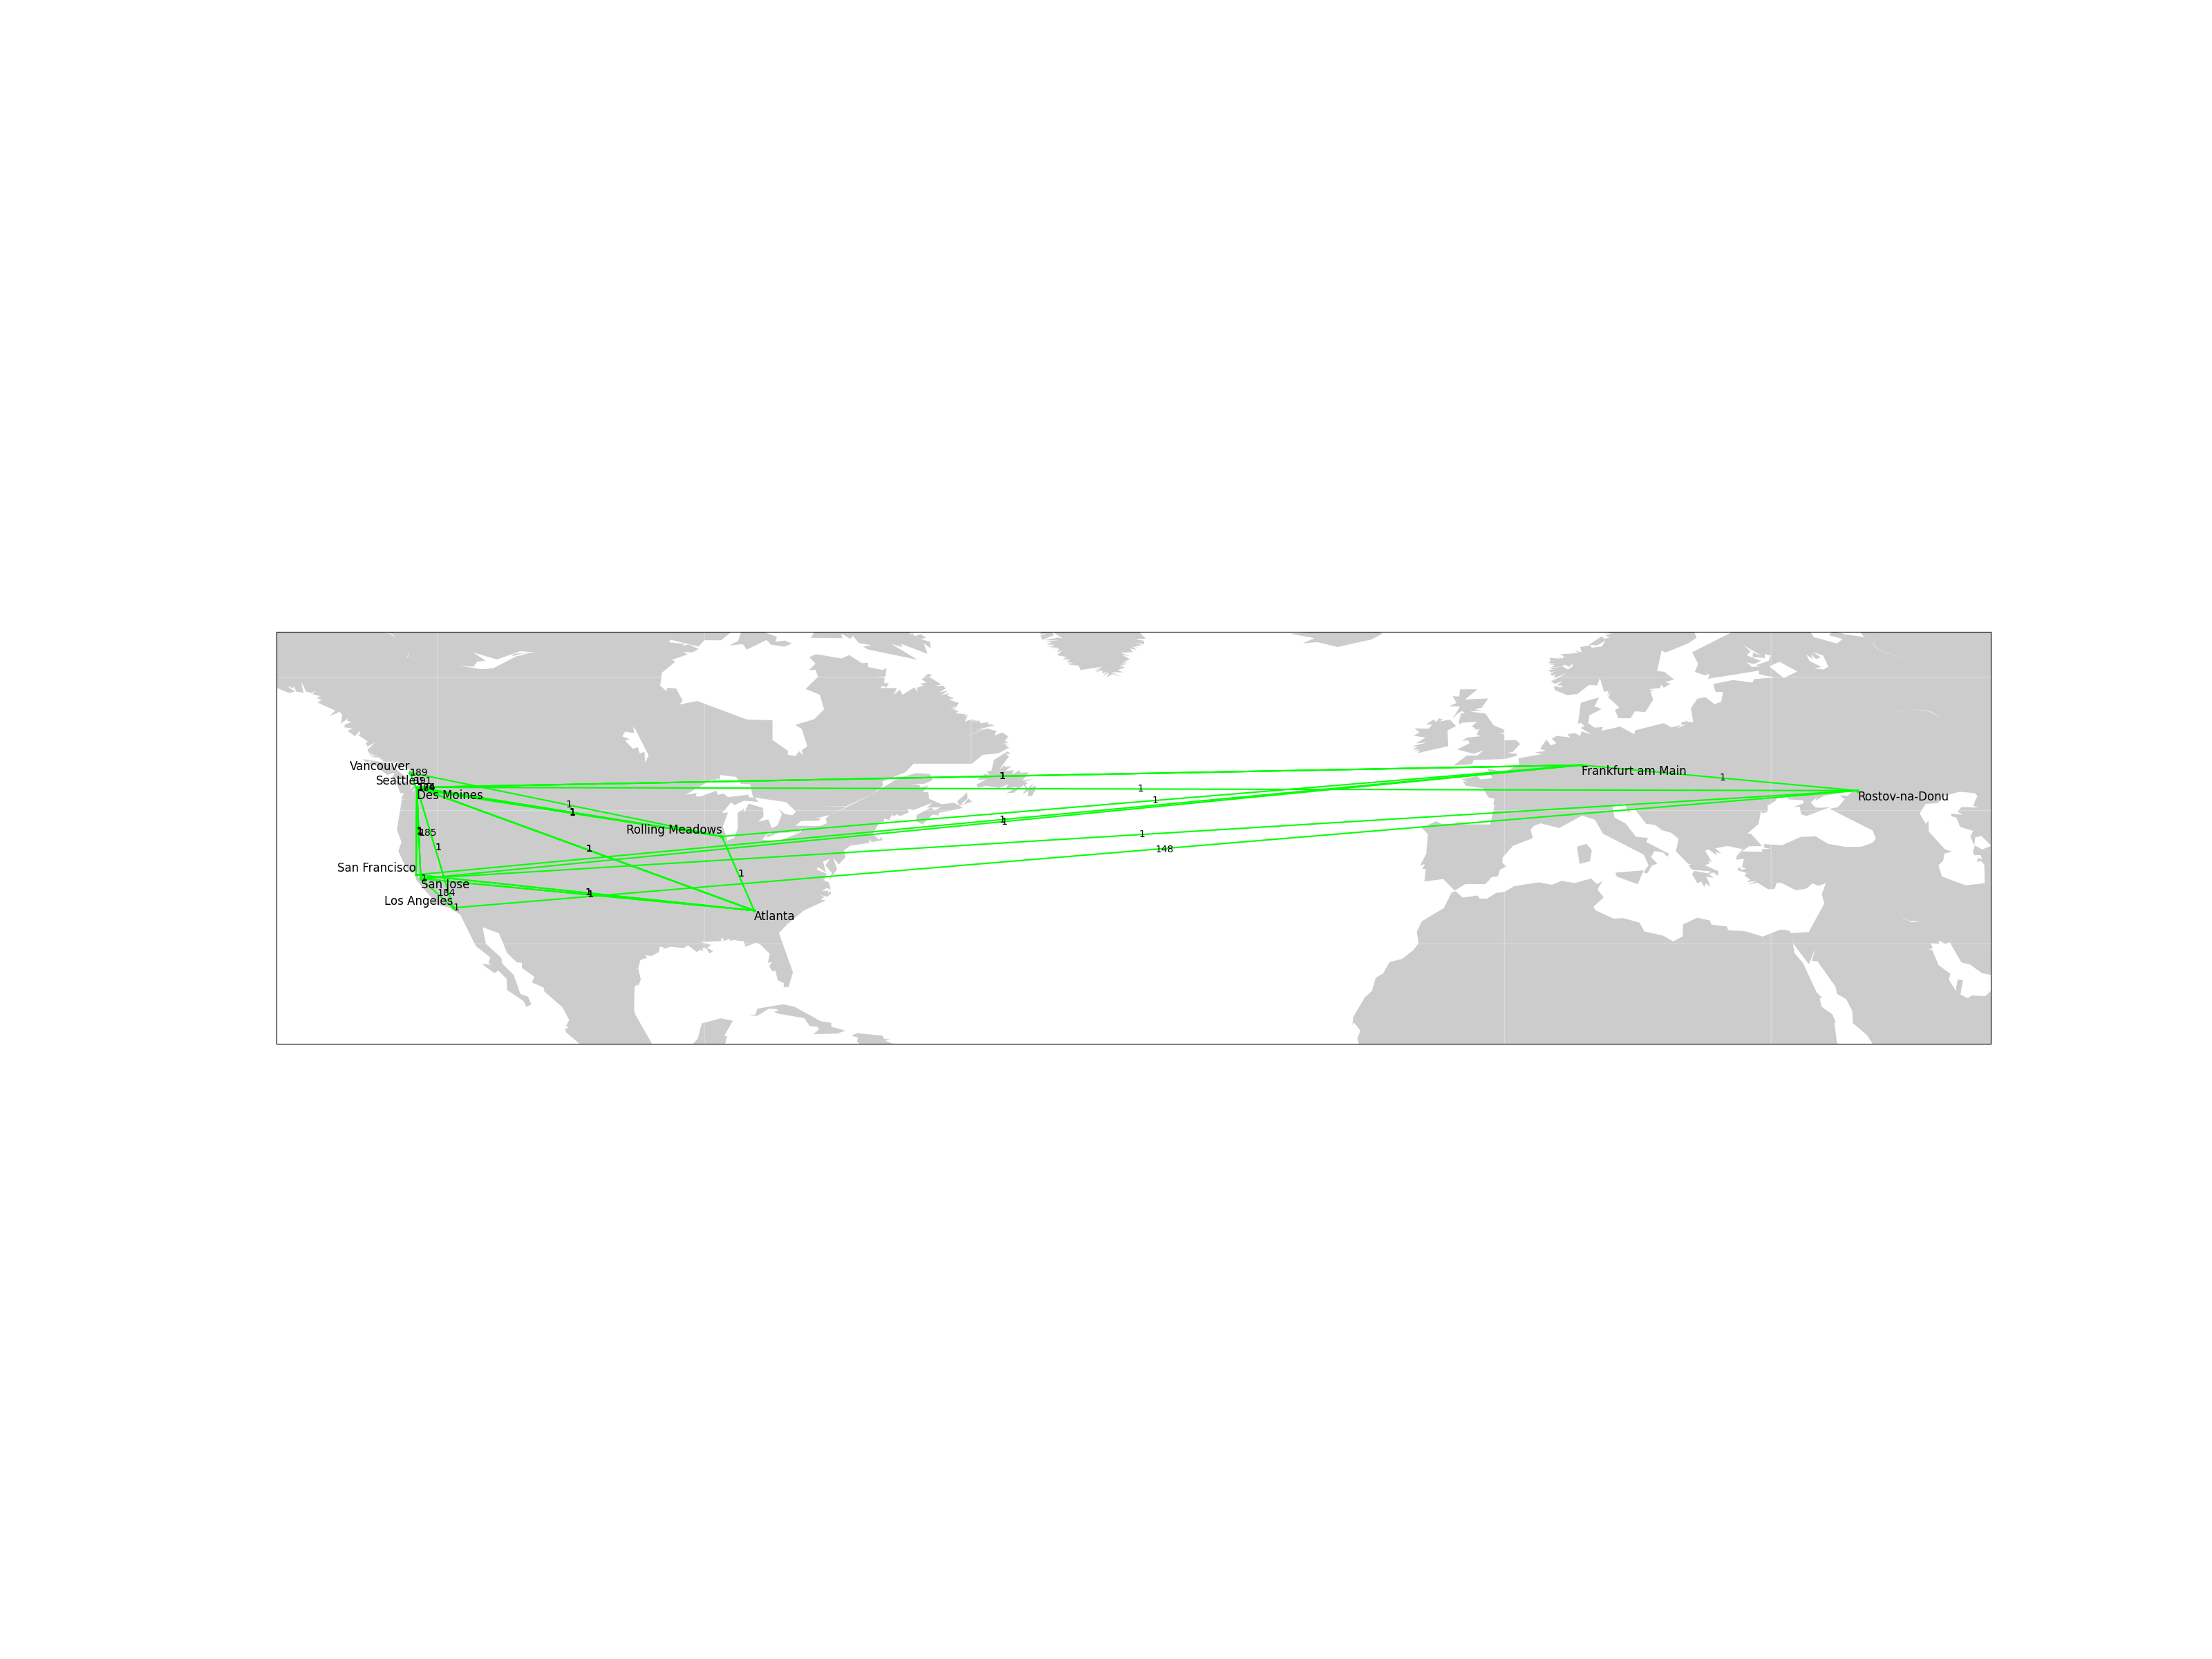 Vancouver
189
Seattle
191
Des Moines
Frankfurt am Main
1
1
Rostov-na-Donu
1
1
1
1
Rolling Meadows
1
185
1
1
1
1
148
San Francisco
1
1
San Jose
184
1
1
Los Angeles
1
Atlanta